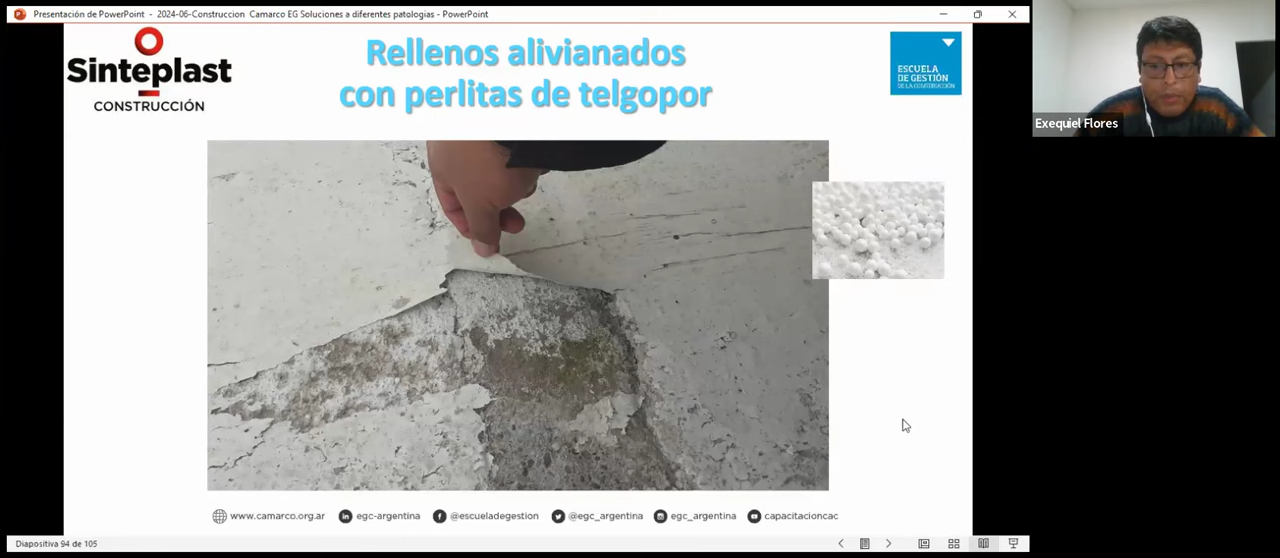 Presentación de PowerPoint - 2024-06-Construccion Camarco EG Soluciones a diferentes patologias - PowerPoint
Sinteplast
CONSTRUCCIÓN
Rellenos alivianados
con perlitas de telgopor
ESCUELA
DE GESTIÓN
DE LA CONSTRUCCIÓN
Exequiel Flores
www.camarco.org.ar egc-argentina @escueladegestion @egc_argentina egc_argentina capacitacioncac
Diapositiva 94 de 105